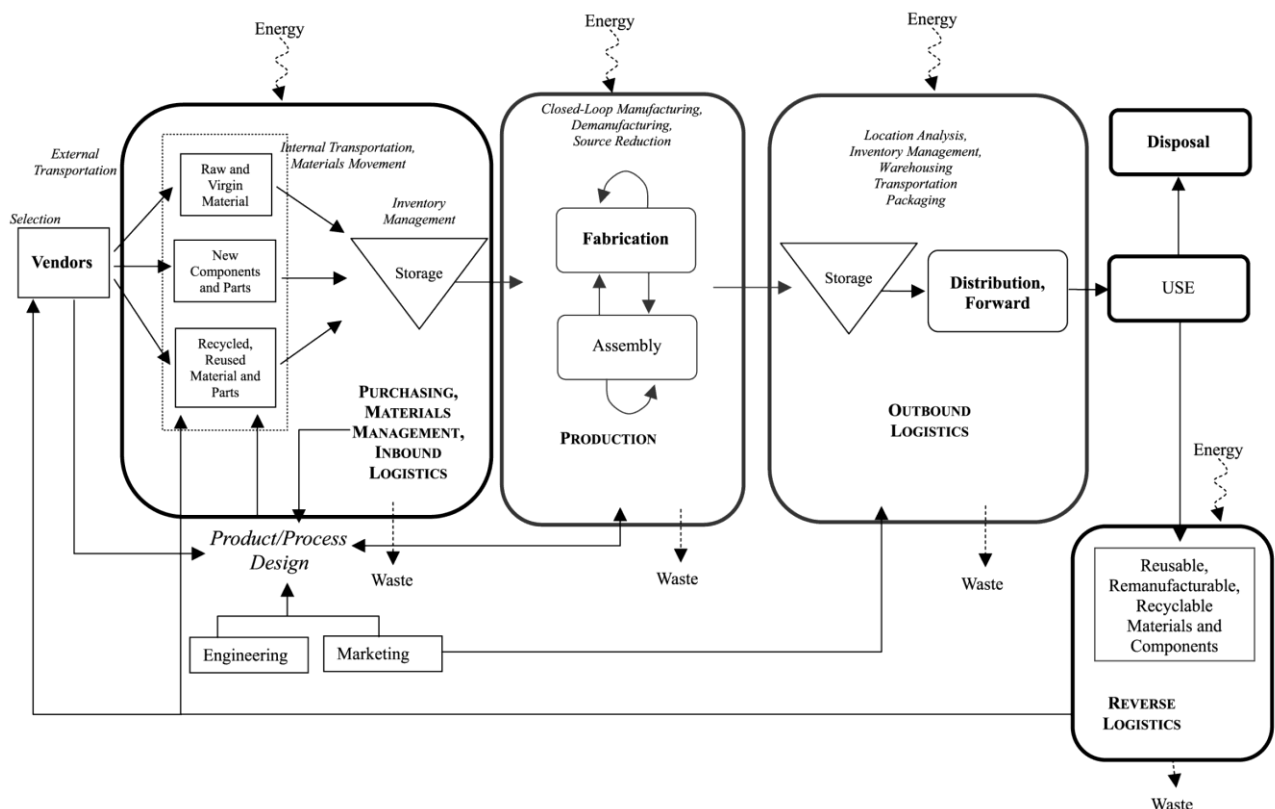 Energy
Energy
Energy
External
Transportation
Selection
Vendors
Raw and
Virgin
Material
New
Components
and Parts
Recycled,
Reused
Material and
Parts
Internal Transportation,
Materials Movement
Inventory
Management
Storage
PURCHASING,
MATERIALS
MANAGEMENT,
INBOUND
LOGISTICS
Closed-Loop Manufacturing,
Demanufacturing,
Source Reduction
Fabrication
Assembly
PRODUCTION
Location Analysis,
Inventory Management,
Warehousing
Transportation
Packaging
Storage
Distribution,
Forward
OUTBOUND
LOGISTICS
Disposal
USE
Energy
Reusable,
Remanufacturable,
Recyclable
Materials and
Components
REVERSE
LOGISTICS
Waste
Product/Process
Design
Waste
Waste
Waste
Engineering
Marketing